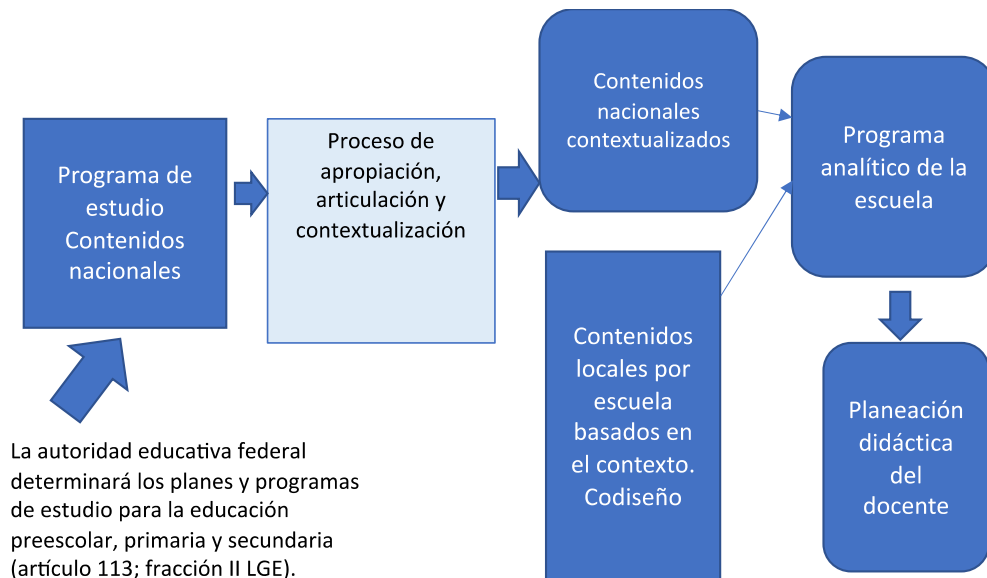 Programa de
estudio
Contenidos
nacionales
Proceso de
apropiación,
articulación y
contextualización
Contenidos
nacionales
contextualizados
Programa
analítico de la
escuela
Contenidos
locales por
escuela
basados en
el contexto.
Codiseño
Planeación
didáctica
del
docente
La autoridad educativa federal
determinará los planes y programas
de estudio para la educación
preescolar, primaria y secundaria
(artículo 113; fracción II LGE).